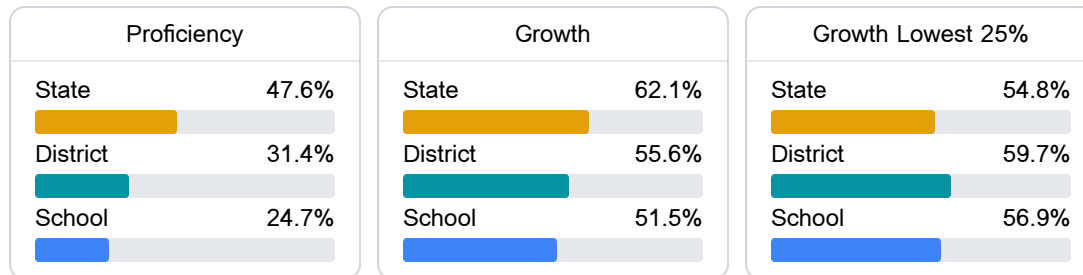 Proficiency
State 47.6%
District 31.4%
School 24.7%
Growth
State 62.1%
District 55.6%
School 51.5%
Growth Lowest 25%
State 54.8%
District 59.7%
School 56.9%